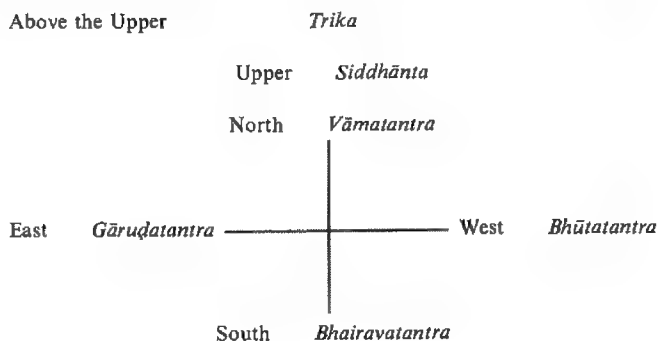 Above the Upper Trika
Upper Siddhānta
North Vāmatantra
East Gāruḍatantra West Bhūtatantra
South Bhairavatantra